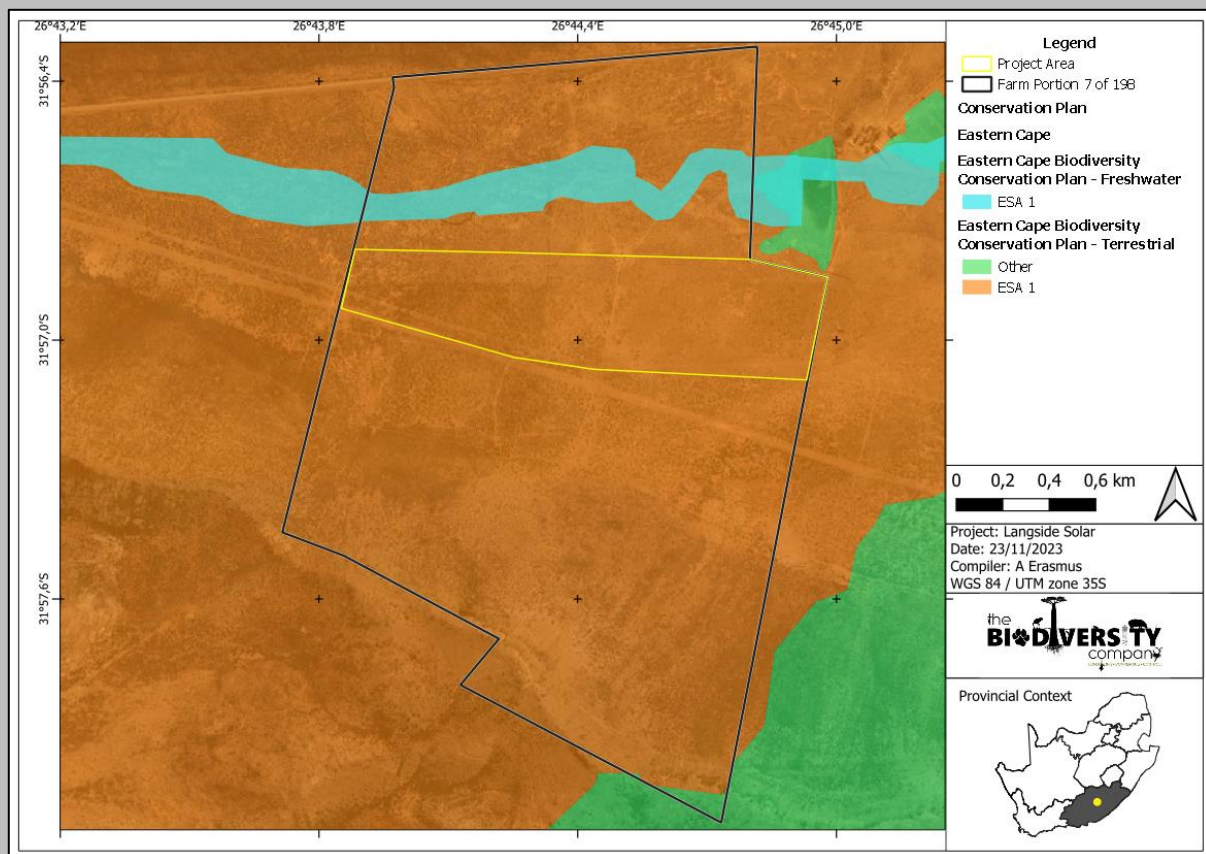 26°43,2'E 26°43,8'E 26°44,4'E 26°45,0'E
31°56,4'S
31°57,0'S
31°57,6'S
Legend
Project Area
Farm Portion 7 of 198
Conservation Plan
Eastern Cape
Eastern Cape Biodiversity
Conservation Plan - Freshwater
ESA 1
Eastern Cape Biodiversity
Conservation Plan - Terrestrial
Other
ESA 1
0 0,2 0,4 0,6 km
Project: Langside Solar
Date: 23/11/2023
Compiler: A Erasmus
WGS 84 / UTM zone 35S
the
BIODIVERSITY
company
Provincial Context